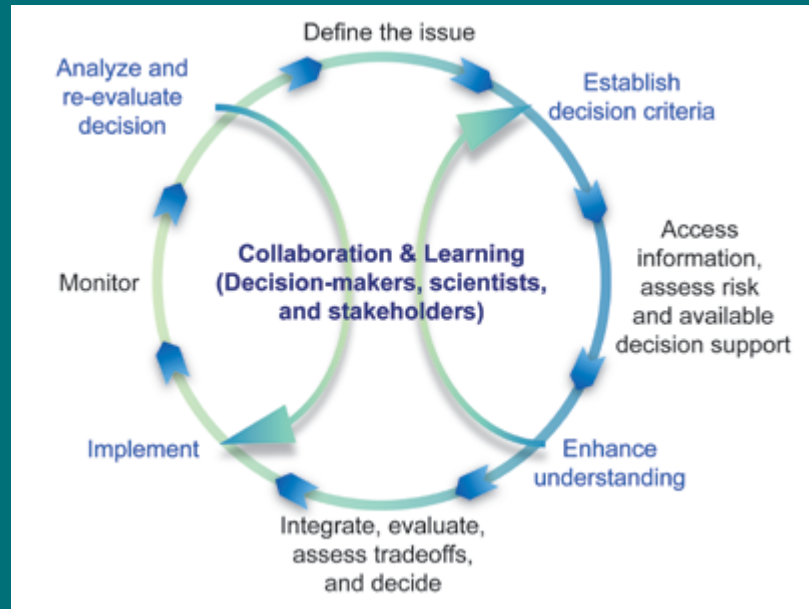 Define the issue
Establish
decision criteria
Access
information,
assess risk
and available
decision support
Enhance
understanding
Integrate, evaluate,
assess tradeoffs,
and decide
Implement
Monitor
Analyze and
re-evaluate
decision
Collaboration & Learning
(Decision-makers, scientists,
and stakeholders)